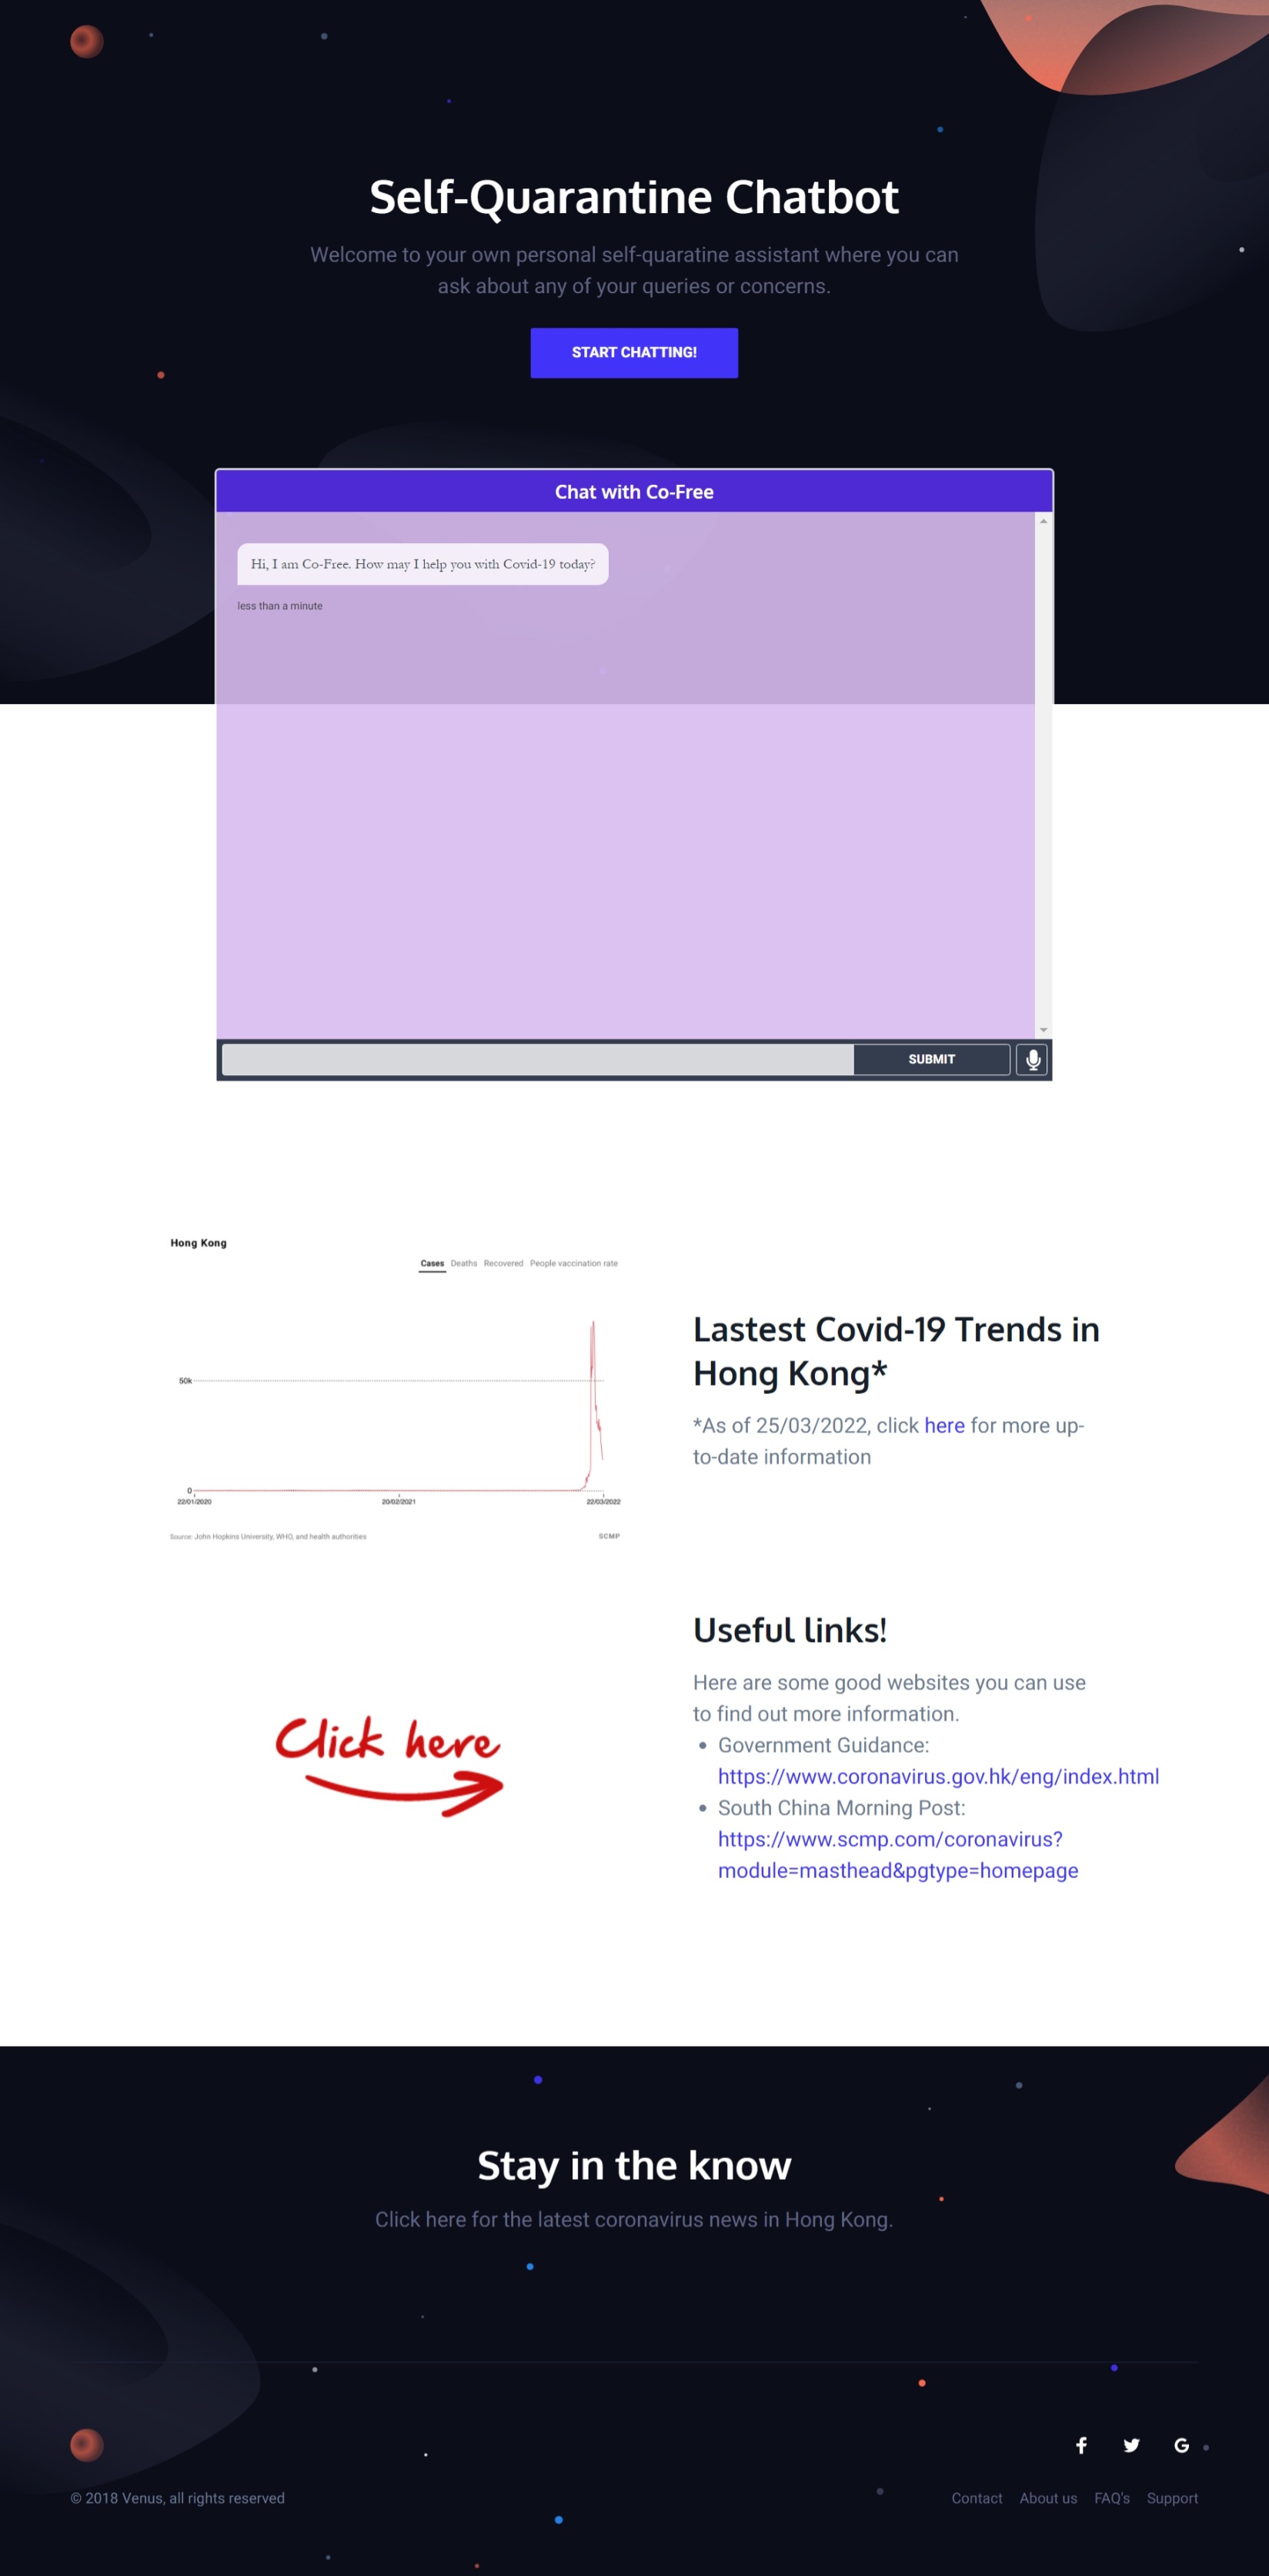 Self-Quarantine Chatbot
Welcome to your own personal self-quaratine assistant where you can
ask about any of your queries or concerns.
START CHATTING!
Chat with Co-Free
Hi, I am Co-Free. How may I help you with Covid-19 today?
less than a minute
SUBMIT
Hong Kong
Cases Deaths Recovered People vaccination rate
50k
0
22/01/2020 20/02/2021 22/03/2022
Source: John Hopkins University, WHO, and health authorities SCMP
Lastest Covid-19 Trends in
Hong Kong*
*As of 25/03/2022, click here for more up-
to-date information
Click here
Useful links!
Here are some good websites you can use
to find out more information.
• Government Guidance:
https://www.coronavirus.gov.hk/eng/index.html
• South China Morning Post:
https://www.scmp.com/coronavirus?
module=masthead&pgtype=homepage
Stay in the know
Click here for the latest coronavirus news in Hong Kong.
© 2018 Venus, all rights reserved
Contact About us FAQ's Support